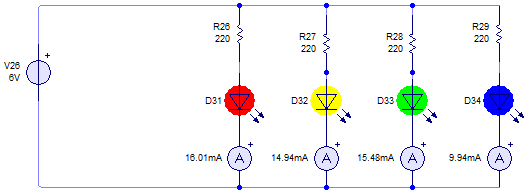 R26
220
R27
220
R28
220
R29
220
V26
6V
D31
D32
D33
D34
A
A
A
A
16.01mA
14.94mA
15.48mA
9.94mA